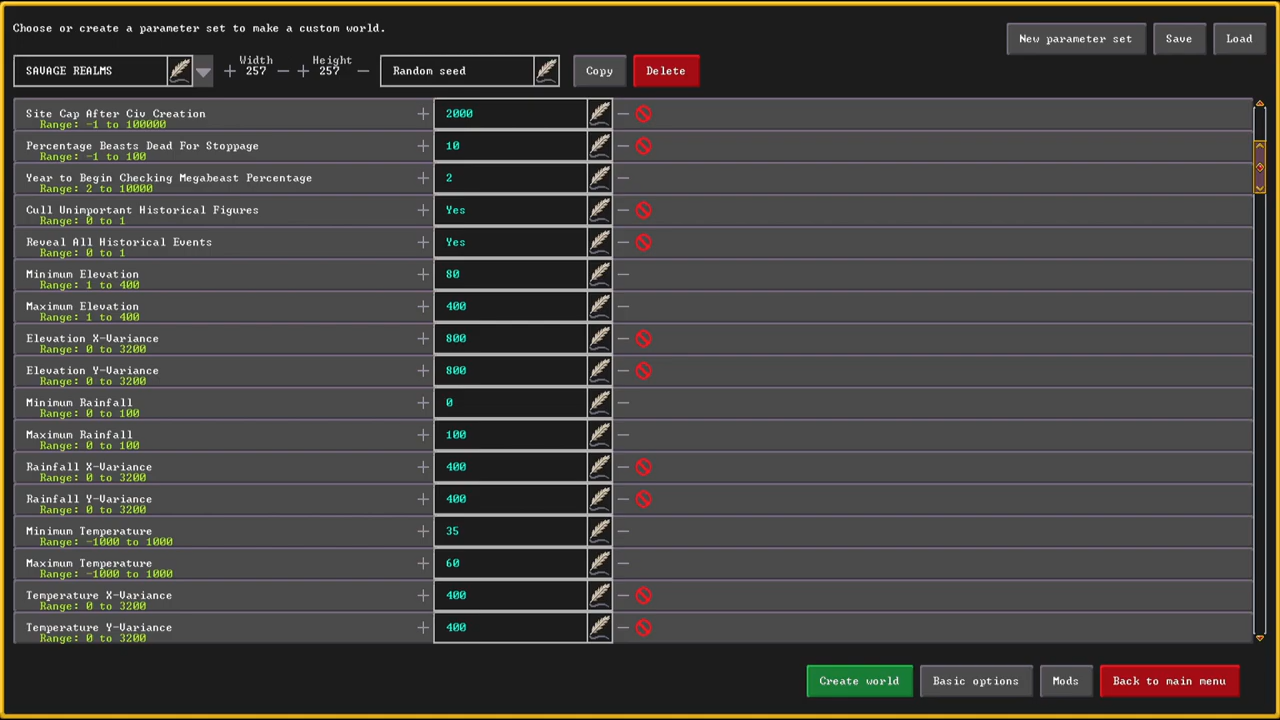 Choose or create a parameter set to make a custom world.
New parameter set
Save
Load
SAVAGE REALMS
Width
257
Height
257
Random seed
Copy
Delete
Site Cap After Civ Creation
Range: -1 to 100000
2000
Percentage Beasts Dead For Stoppage
Range: -1 to 100
10
Year to Begin Checking Megabeast Percentage
Range: 2 to 10000
2
Cull Unimportant Historical Figures
Range: 0 to 1
Yes
Reveal All Historical Events
Range: 0 to 1
Yes
Minimum Elevation
Range: 1 to 400
80
Maximum Elevation
Range: 1 to 400
400
Elevation X-Variance
Range: 0 to 3200
800
Elevation Y-Variance
Range: 0 to 3200
800
Minimum Rainfall
Range: 0 to 100
0
Maximum Rainfall
Range: 0 to 100
100
Rainfall X-Variance
Range: 0 to 3200
400
Rainfall Y-Variance
Range: 0 to 3200
400
Minimum Temperature
Range: -1000 to 1000
35
Maximum Temperature
Range: -1000 to 1000
60
Temperature X-Variance
Range: 0 to 3200
400
Temperature Y-Variance
Range: 0 to 3200
400
Create world
Basic options
Mods
Back to main menu